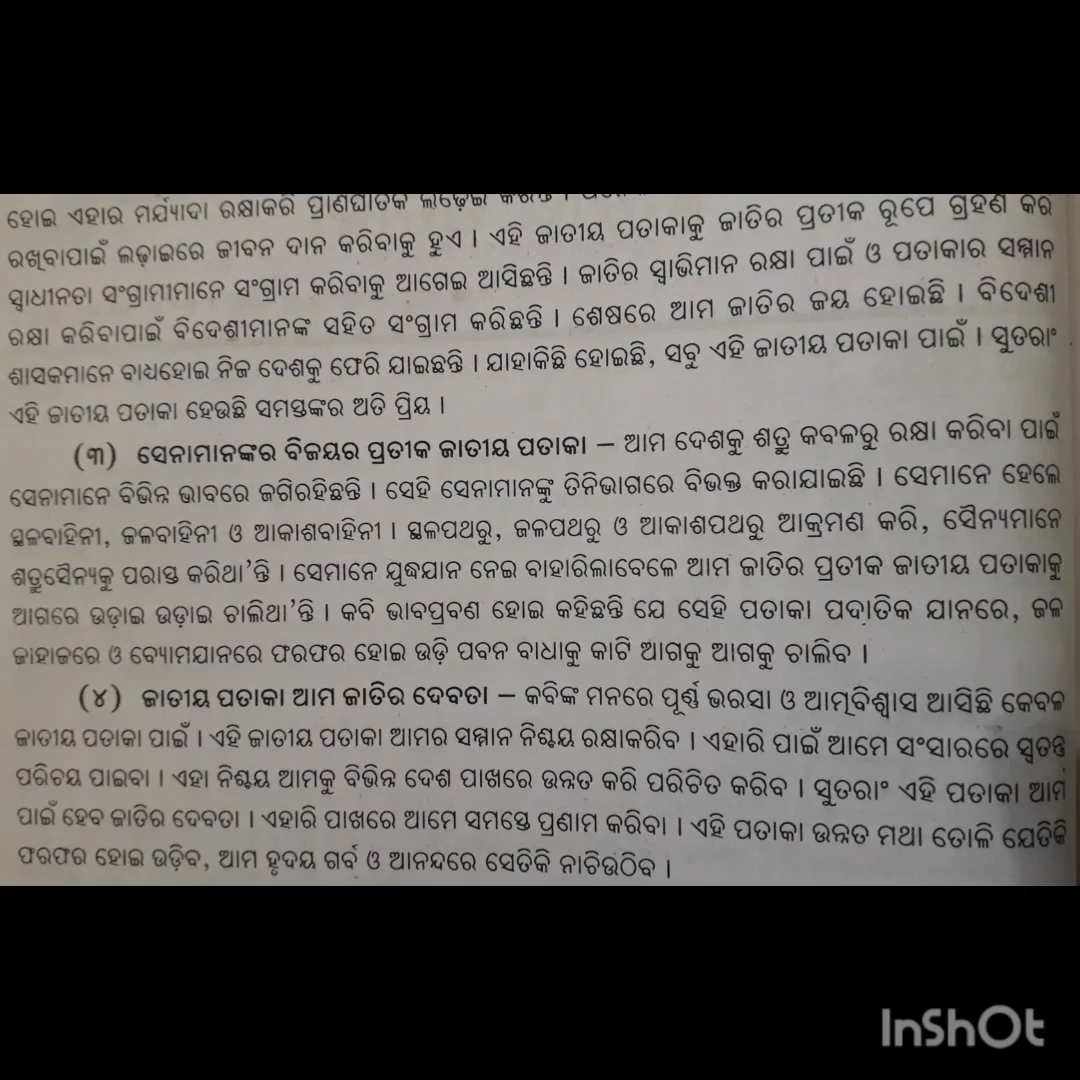 ହୋଇ ଏହାର ମର୍ଯ୍ୟାଦା ରକ୍ଷାକରି ପ୍ରାଣଘାତକ ଲଢ଼େଇ କରନ୍ତି ।
ରଖିବାପାଇଁ ଲଢ଼ାଇରେ ଜୀବନ ଦାନ କରିବାକୁ ହୁଏ । ଏହି ଜାତୀୟ ପତାକାକୁ ଜାତିର ପ୍ରତୀକ ରୂପେ ଗ୍ରହଣ କରି
ସ୍ଵାଧୀନତା ସଂଗ୍ରାମୀମାନେ ସଂଗ୍ରାମ କରିବାକୁ ଆଗେଇ ଆସିଛନ୍ତି । ଜାତିର ସ୍ଵାଭିମାନ ରକ୍ଷା ପାଇଁ ଓ ପତାକାର ସମ୍ମାନ
ରକ୍ଷା କରିବାପାଇଁ ବିଦେଶୀମାନଙ୍କ ସହିତ ସଂଗ୍ରାମ କରିଛନ୍ତି । ଶେଷରେ ଆମ ଜାତିର ଜୟ ହୋଇଛି । ବିଦେଶୀ
ଶାସକମାନେ ବାଧ୍ୟହୋଇ ନିଜ ଦେଶକୁ ଫେରି ଯାଇଛନ୍ତି । ଯାହାକିଛି ହୋଇଛି, ସବୁ ଏହି ଜାତୀୟ ପତାକା ପାଇଁ । ସୁତରାଂ
ଏହି ଜାତୀୟ ପତାକା ହେଉଛି ସମସ୍ତଙ୍କର ଅତି ପ୍ରିୟ ।
(୩) ସେନାମାନଙ୍କର ବିଜୟର ପ୍ରତୀକ ଜାତୀୟ ପତାକା – ଆମ ଦେଶକୁ ଶତ୍ରୁ କବଳରୁ ରକ୍ଷା କରିବା ପାଇଁ
ସେନାମାନେ ବିଭିନ୍ନ ଭାବରେ ଜଗିରହିଛନ୍ତି । ସେହି ସେନାମାନଙ୍କୁ ତିନିଭାଗରେ ବିଭକ୍ତ କରାଯାଇଛି । ସେମାନେ ହେଲେ
ସ୍ଥଳବାହିନୀ, ଜଳବାହିନୀ ଓ ଆକାଶବାହିନୀ । ସ୍ଥଳପଥରୁ, ଜଳପଥରୁ ଓ ଆକାଶପଥରୁ ଆକ୍ରମଣ କରି, ସୈନ୍ୟମାନେ
ଶତ୍ରୁସୈନ୍ୟକୁ ପରାସ୍ତ କରିଥା'ନ୍ତି । ସେମାନେ ଯୁଦ୍ଧଯାନ ନେଇ ବାହାରିଲାବେଳେ ଆମ ଜାତିର ପ୍ରତୀକ ଜାତୀୟ ପତାକାକୁ
ଆଗରେ ଉଡ଼ାଇ ଉଡ଼ାଇ ଚାଲିଥା'ନ୍ତି । କବି ଭାବପ୍ରବଣ ହୋଇ କହିଛନ୍ତି ଯେ ସେହି ପତାକା ପଦାତିକ ଯାନରେ, ଜଳ
ଜାହାଜରେ ଓ ବ୍ୟୋମଯାନରେ ଫରଫର ହୋଇ ଉଡ଼ି ପବନ ବାଧାକୁ କାଟି ଆଗକୁ ଆଗକୁ ଚାଲିବ ।
(୪) ଜାତୀୟ ପତାକା ଆମ ଜାତିର ଦେବତା – କବିଙ୍କ ମନରେ ପୂର୍ଣ୍ଣ ଭରସା ଓ ଆତ୍ମବିଶ୍ଵାସ ଆସିଛି କେବଳ
ଜାତୀୟ ପତାକା ପାଇଁ । ଏହି ଜାତୀୟ ପତାକା ଆମର ସମ୍ମାନ ନିଶ୍ଚୟ ରକ୍ଷାକରିବ । ଏହାରି ପାଇଁ ଆମେ ସଂସାରରେ ସ୍ଵତନ୍ତ୍ର
ପରିଚୟ ପାଇବା । ଏହା ନିଶ୍ଚୟ ଆମକୁ ବିଭିନ୍ନ ଦେଶ ପାଖରେ ଉନ୍ନତ କରି ପରିଚିତ କରିବ । ସୁତରାଂ ଏହି ପତାକା ଆମ
ପାଇଁ ହେବ ଜାତିର ଦେବତା । ଏହାରି ପାଖରେ ଆମେ ସମସ୍ତେ ପ୍ରଣାମ କରିବା । ଏହି ପତାକା ଉନ୍ନତ ମଥା ତୋଳି ଯେତିକି
ଫରଫର ହୋଇ ଉଡ଼ିବ, ଆମ ହୃଦୟ ଗର୍ବ ଓ ଆନନ୍ଦରେ ସେତିକି ନାଚିଉଠିବ ।
InShOt